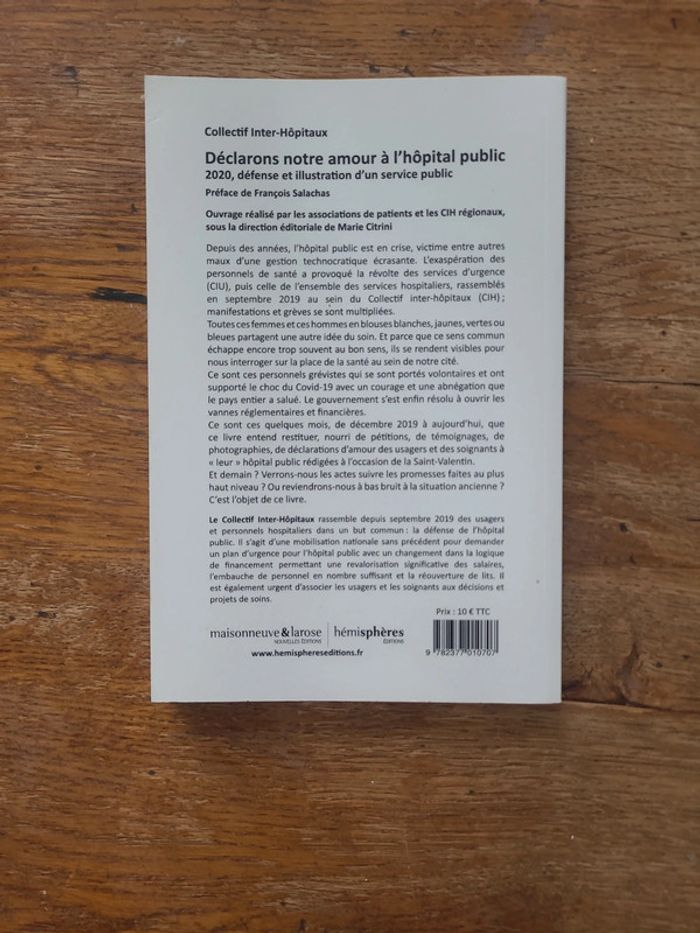 Collectif Inter-Hôpitaux
Déclarons notre amour à l'hôpital public
2020, défense et illustration d'un service public
Préface de François Salachas
Ouvrage réalisé par les associations de patients et les CIH régionaux,
sous la direction éditoriale de Marie Citrini
Depuis des années, l'hôpital public est en crise, victime entre autres
maux d'une gestion technocratique écrasante. L'exaspération des
personnels de santé a provoqué la révolte des services d'urgence
(CIU), puis celle de l'ensemble des services hospitaliers, rassemblés
en septembre 2019 au sein du Collectif inter-hôpitaux (CIH) ;
manifestations et grèves se sont multipliées.
Toutes ces femmes et ces hommes en blouses blanches, jaunes, vertes ou
bleues partagent une autre idée du soin. Et parce que ce sens commun
échappe encore trop souvent au bon sens, ils se rendent visibles pour
nous interroger sur la place de la santé au sein de notre cité.
Ce sont ces personnels grévistes qui se sont portés volontaires et ont
supporté le choc du Covid-19 avec un courage et une abnégation que
le pays entier a salué. Le gouvernement s'est enfin résolu à ouvrir les
vannes réglementaires et financières.
Ce sont ces quelques mois, de décembre 2019 à aujourd'hui, que
ce livre entend restituer, nourri de pétitions, de témoignages, de
photographies, de déclarations d'amour des usagers et des soignants à
« leur » hôpital public rédigées à l'occasion de la Saint-Valentin.
Et demain ? Verrons-nous les actes suivre les promesses faites au plus
haut niveau ? Ou reviendrons-nous à bas bruit à la situation ancienne ?
C'est l'objet de ce livre.
Le Collectif Inter-Hôpitaux rassemble depuis septembre 2019 des usagers
et personnels hospitaliers dans un but commun : la défense de l'hôpital
public. Il s'agit d'une mobilisation nationale sans précédent pour demander
un plan d'urgence pour l'hôpital public avec un changement dans la logique
de financement permettant une revalorisation significative des salaires,
l'embauche de personnel en nombre suffisant et la réouverture de lits. Il
est également urgent d'associer les usagers et les soignants aux décisions et
projets de soins.
Prix : 10 € TTC
maisonneuve&larose
NOUVELLES ÉDITIONS
hémisphères
ÉDITIONS
www.hemisphereseditions.fr
9 782377 010707